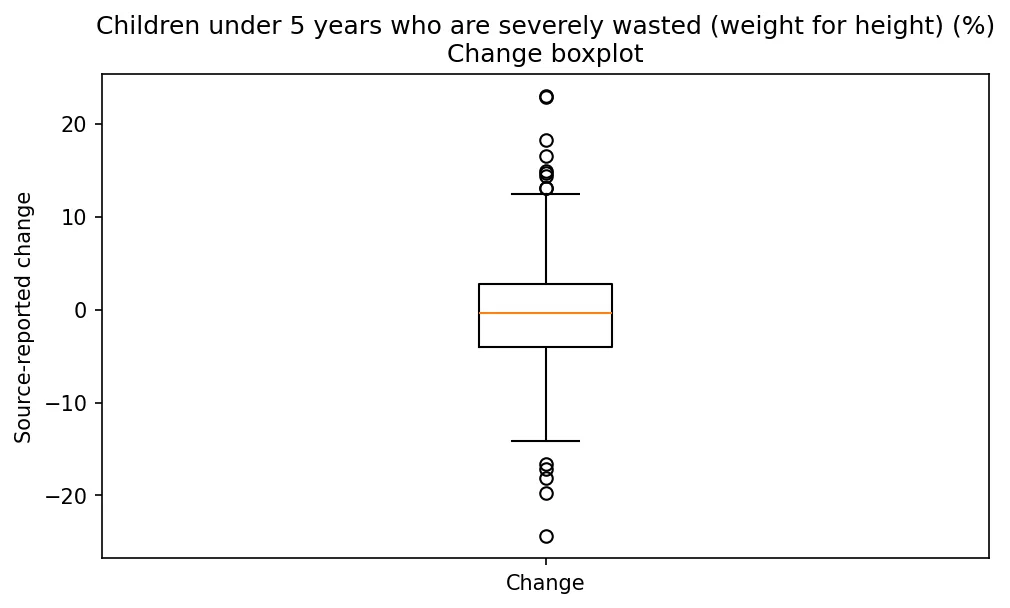 Children under 5 years who are severely wasted (weight for height) (%)
Change boxplot
Source-reported change
20
10
0
−10
−20
Change